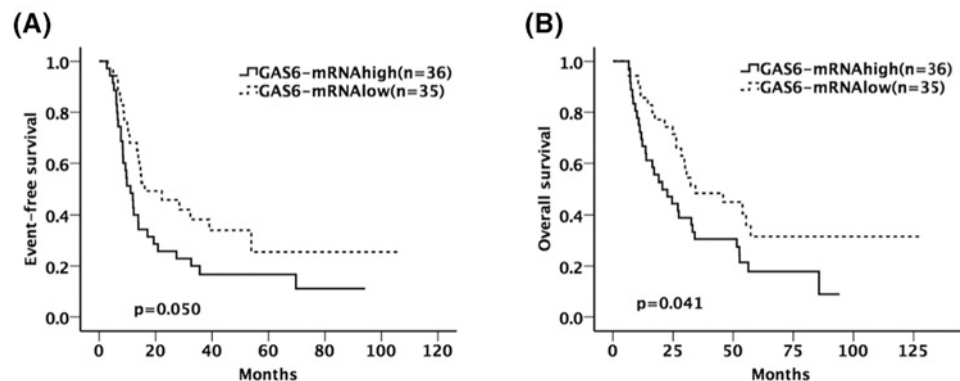 (A)
Event-free survival
1.0
0.8
0.6
0.4
0.2
0.0
GAS6-mRNAhigh(n=36)
GAS6-mRNAlow(n=35)
p=0.050
0 20 40 60 80 100 120
Months
(B)
Overall survival
1.0
0.8
0.6
0.4
0.2
0.0
GAS6-mRNAhigh(n=36)
GAS6-mRNAlow(n=35)
p=0.041
0 25 50 75 100 125
Months